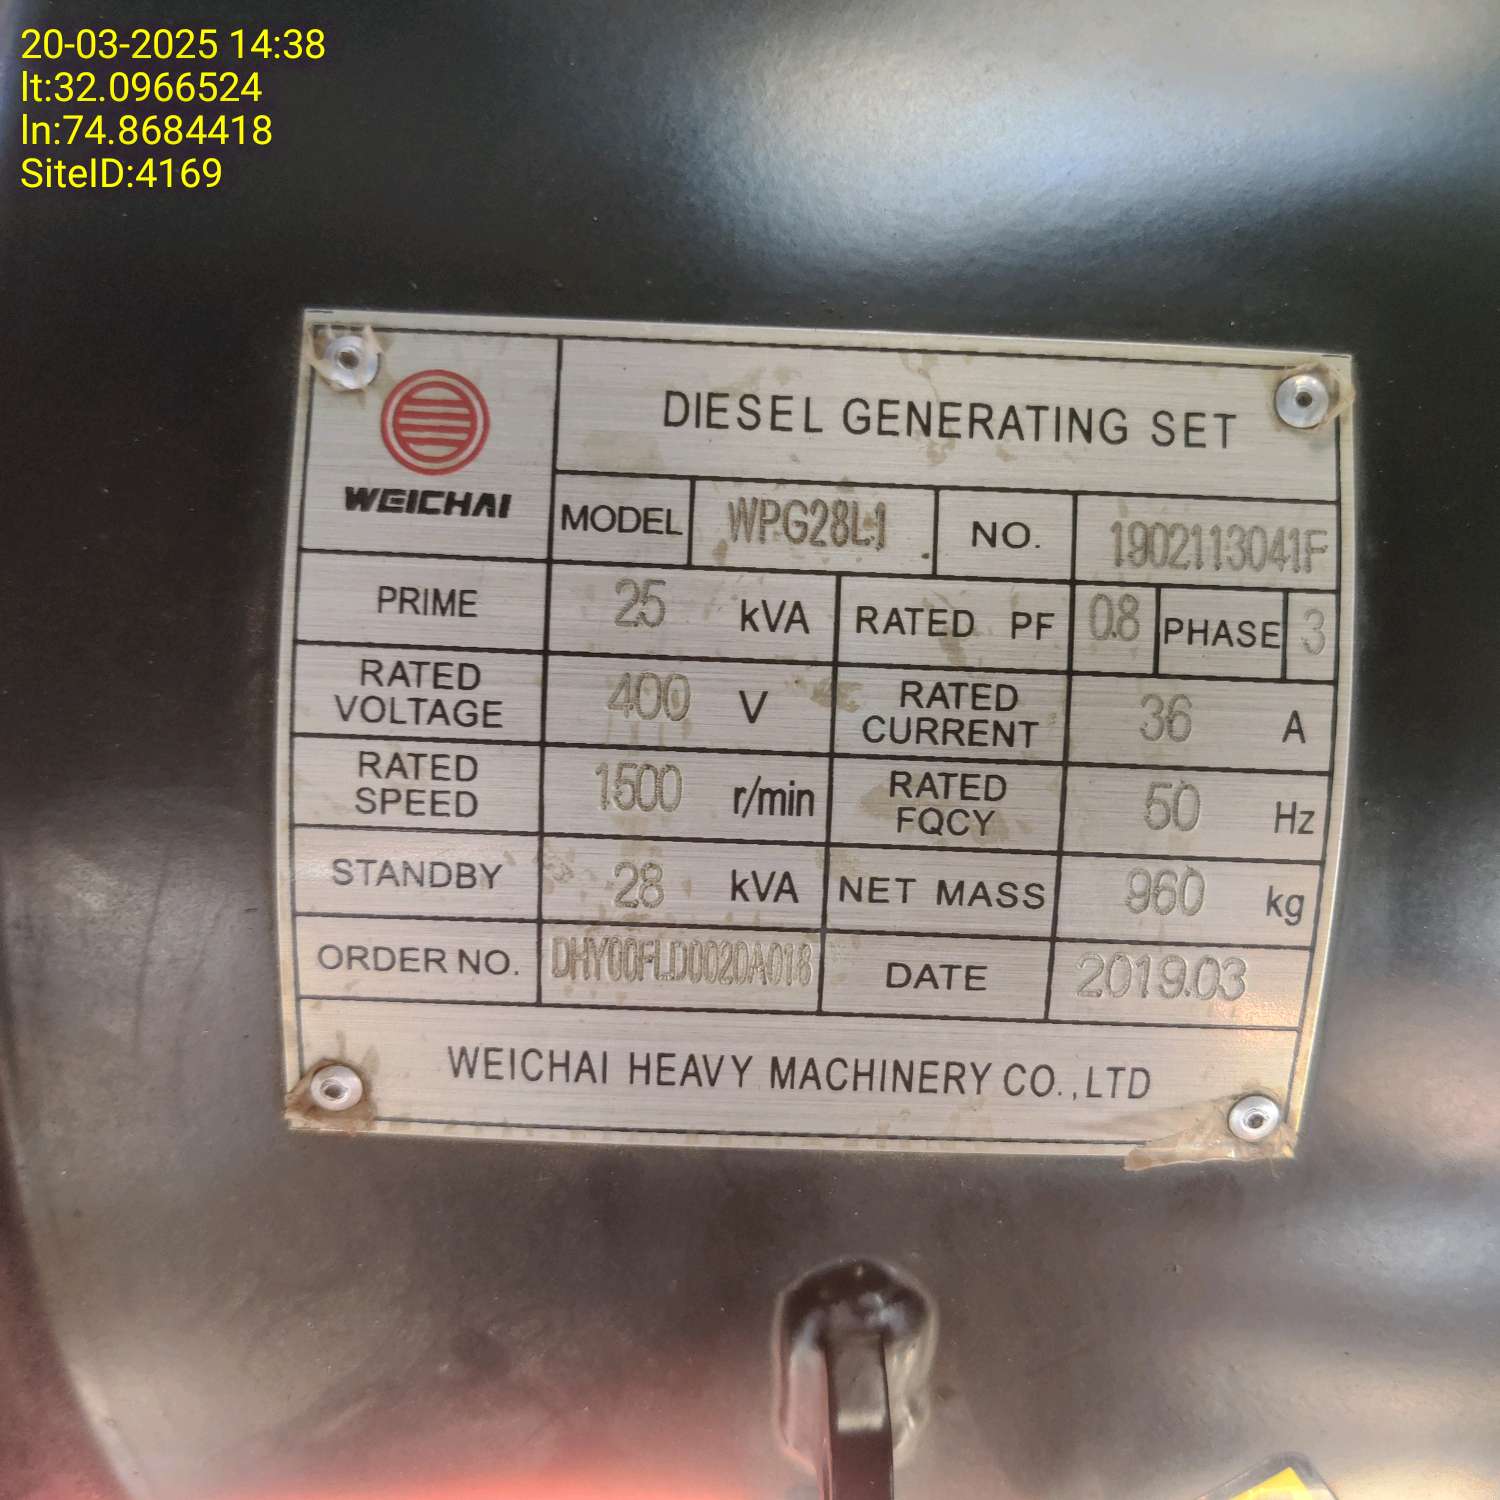 20-03-2025 14:38
lt:32.0966524
ln:74.8684418
SiteID:4169
DIESEL GENERATING SET
WEICHAI
MODEL WPG28L1 NO. 1902113041F
PRIME 25 kVA RATED PF 0.8 PHASE 3
RATED VOLTAGE 400 V RATED CURRENT 36 A
RATED SPEED 1500 r/min RATED FQCY 50 Hz
STANDBY 28 kVA NET MASS 960 kg
ORDER NO. DHY00FLD0020A018 DATE 2019.03
WEICHAI HEAVY MACHINERY CO.,LTD